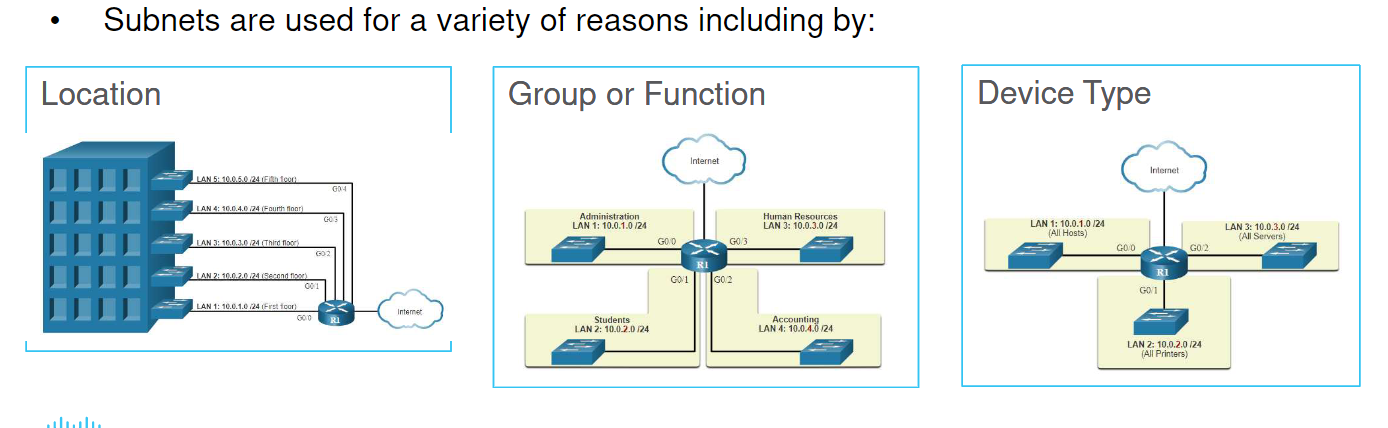 • Subnets are used for a variety of reasons including by:
Location
LAN 5: 10.0.5.0 /24 (Fifth floor)
G0/4
LAN 4: 10.0.4.0 /24 (Fourth floor)
G0/3
LAN 3: 10.0.3.0 /24 (Third floor)
G0/2
LAN 2: 10.0.2.0 /24 (Second floor)
G0/1
LAN 1: 10.0.1.0 /24 (First floor)
G0/0
R1
Internet
Group or Function
Internet
Administration
LAN 1: 10.0.1.0 /24
G0/0
Human Resources
LAN 3: 10.0.3.0 /24
G0/3
R1
G0/1
G0/2
Students
LAN 2: 10.0.2.0 /24
Accounting
LAN 4: 10.0.4.0 /24
Device Type
Internet
LAN 1: 10.0.1.0 /24
(All Hosts)
G0/0
LAN 3: 10.0.3.0 /24
(All Servers)
G0/2
R1
G0/1
LAN 2: 10.0.2.0 /24
(All Printers)